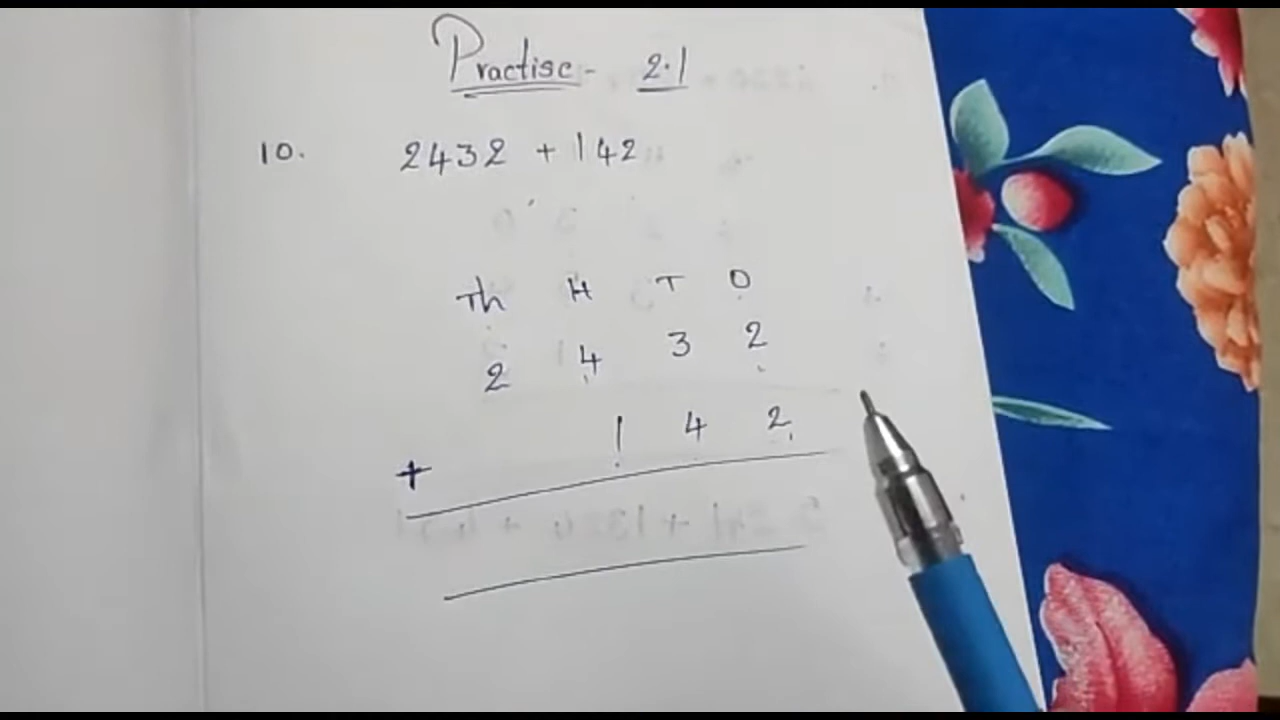 Practise - 2.1
10. 2432 + 142
Th H T O
2 4 3 2
+ 1 4 2